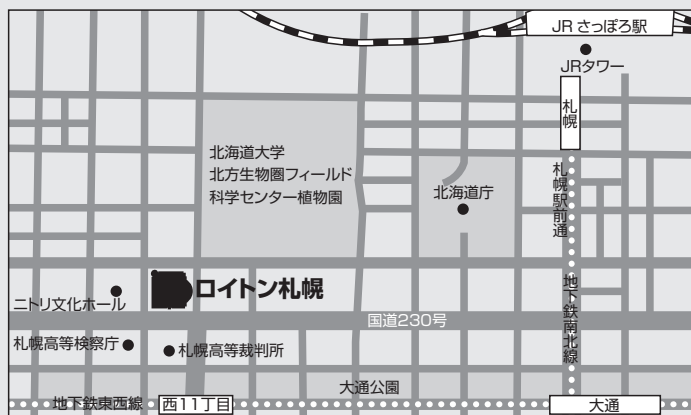 JR さっぽろ駅
JRタワー
札幌
北海道大学
北方生物圏フィールド
科学センター植物園
北海道庁
札幌駅前通
ロイトン札幌
ニトリ文化ホール
地下鉄南北線
国道230号
札幌高等検察庁
札幌高等裁判所
大通公園
地下鉄東西線
西11丁目
大通